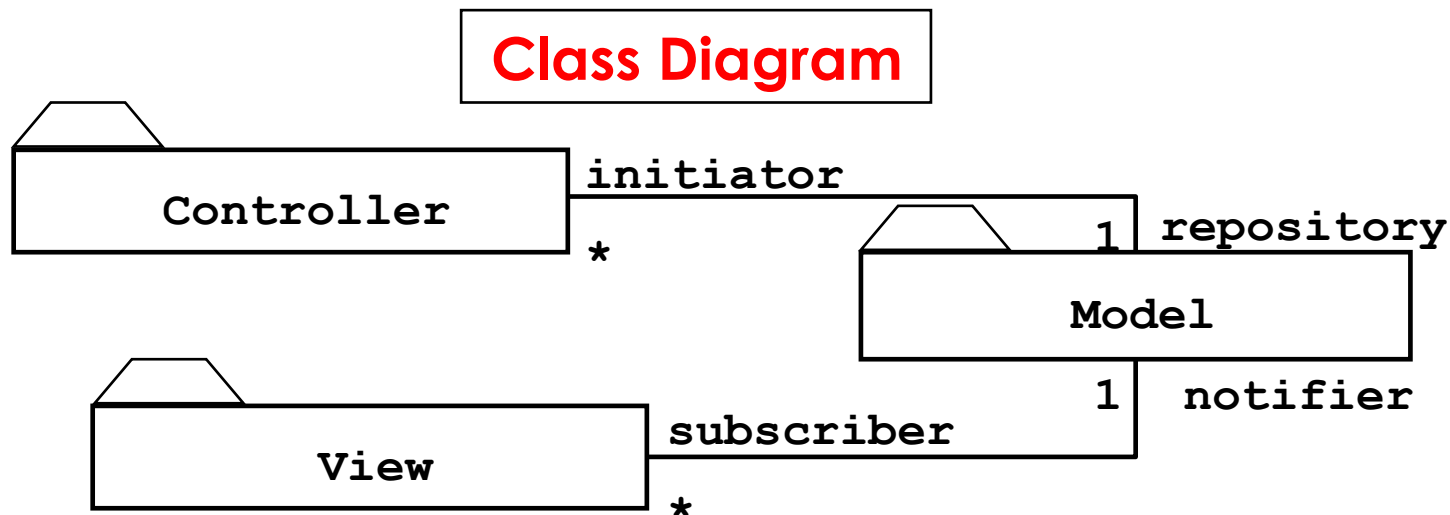 Class Diagram
initiator
Controller
*
1 repository
Model
1 notifier
subscriber
View
*